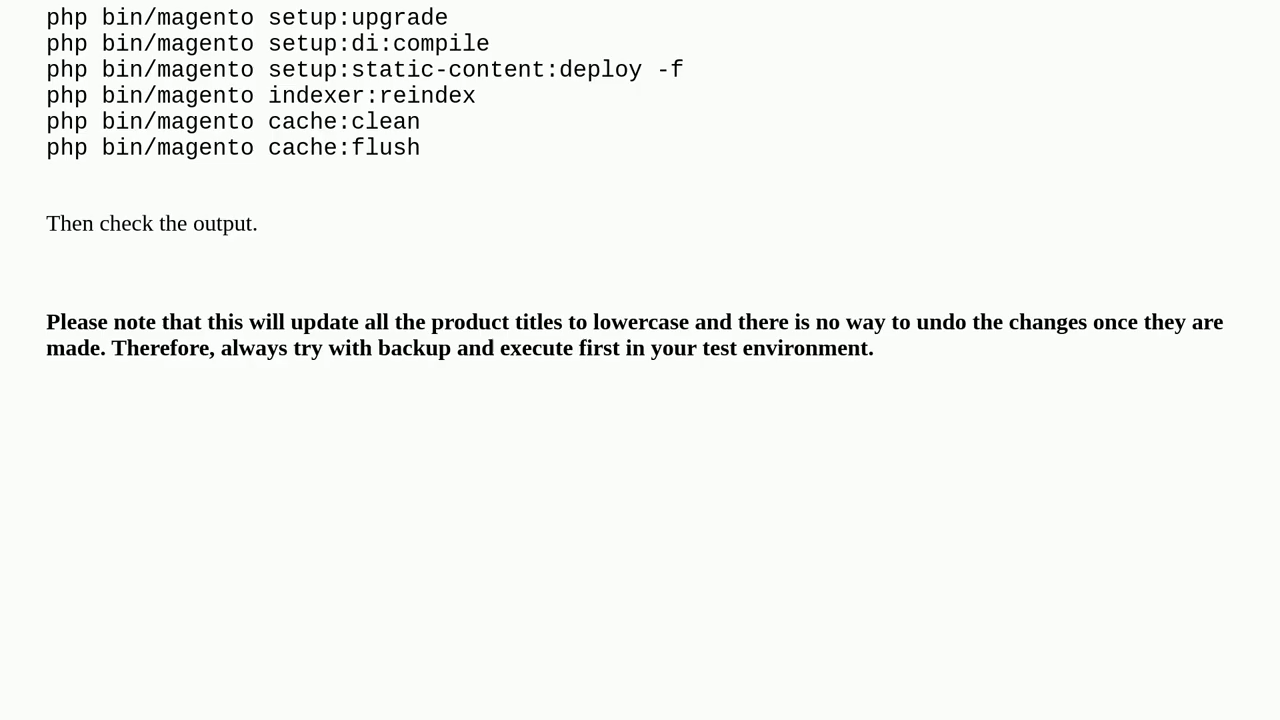 php bin/magento setup:upgrade
php bin/magento setup:di:compile
php bin/magento setup:static-content:deploy -f
php bin/magento indexer:reindex
php bin/magento cache:clean
php bin/magento cache:flush
Then check the output.
Please note that this will update all the product titles to lowercase and there is no way to undo the changes once they are
made. Therefore, always try with backup and execute first in your test environment.